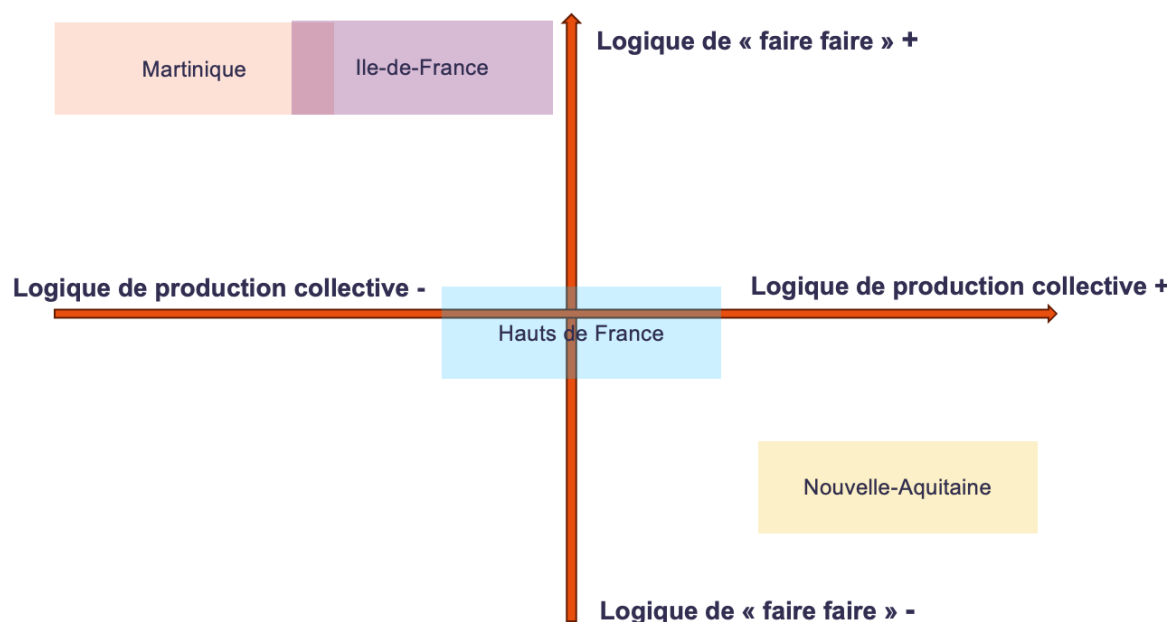 Logique de « faire faire » +
Martinique
Ile-de-France
Logique de production collective -
Logique de production collective +
Hauts de France
Nouvelle-Aquitaine
Logique de « faire faire » -